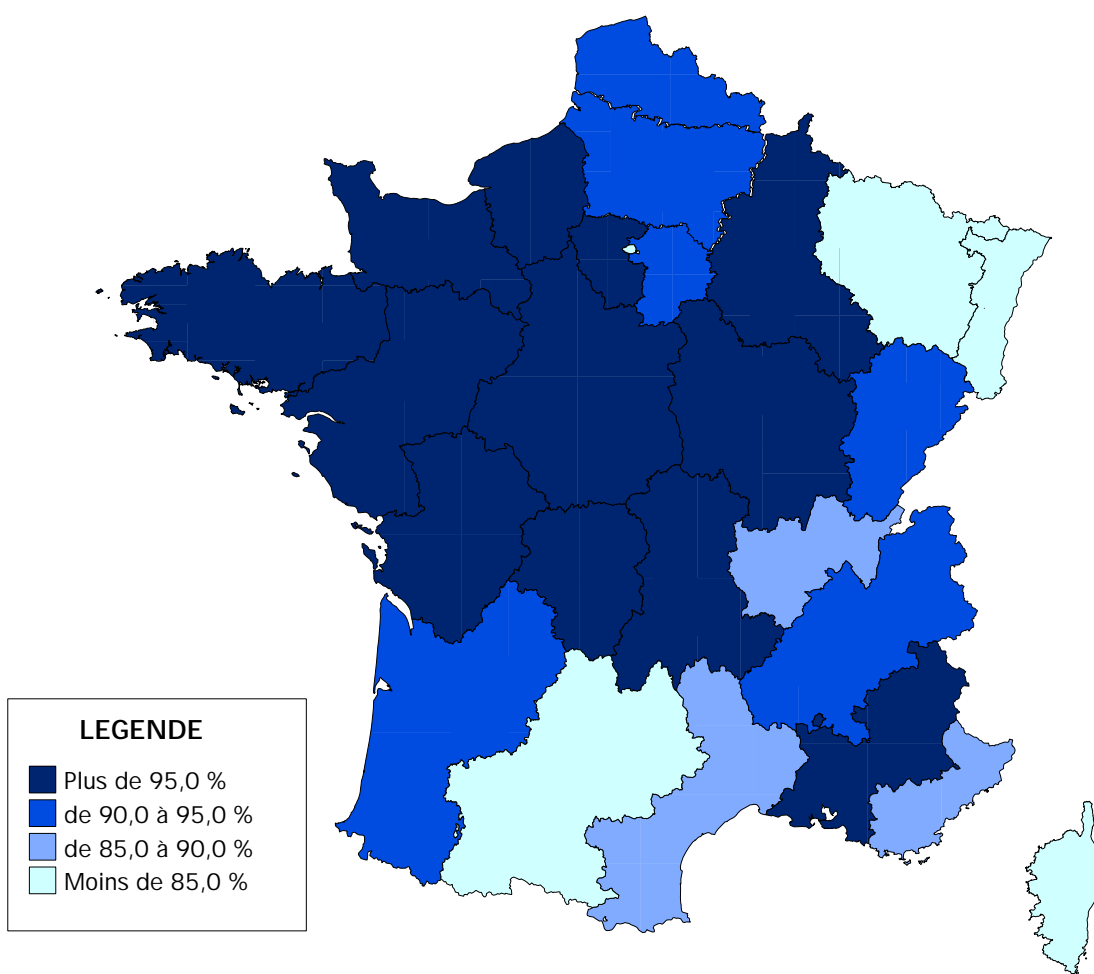 LEGENDE
Plus de 95,0 %
de 90,0 à 95,0 %
de 85,0 à 90,0 %
Moins de 85,0 %